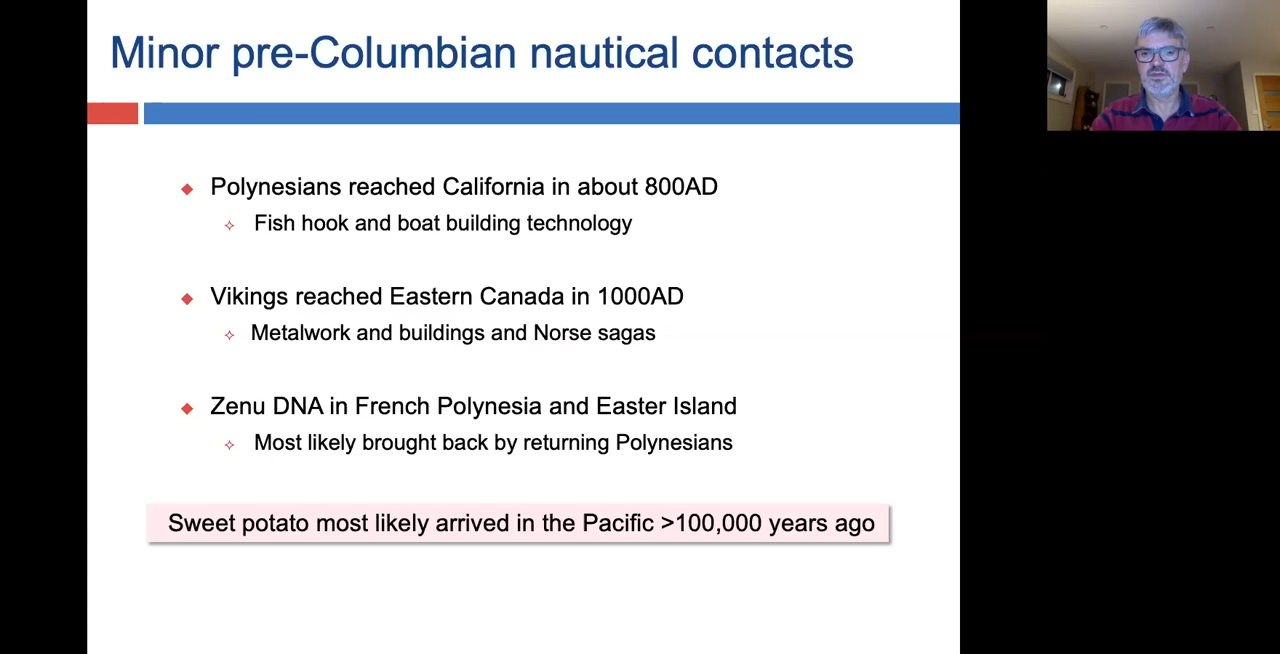 Minor pre-Columbian nautical contacts
Polynesians reached California in about 800AD
Fish hook and boat building technology
Vikings reached Eastern Canada in 1000AD
Metalwork and buildings and Norse sagas
Zenu DNA in French Polynesia and Easter Island
Most likely brought back by returning Polynesians
Sweet potato most likely arrived in the Pacific >100,000 years ago